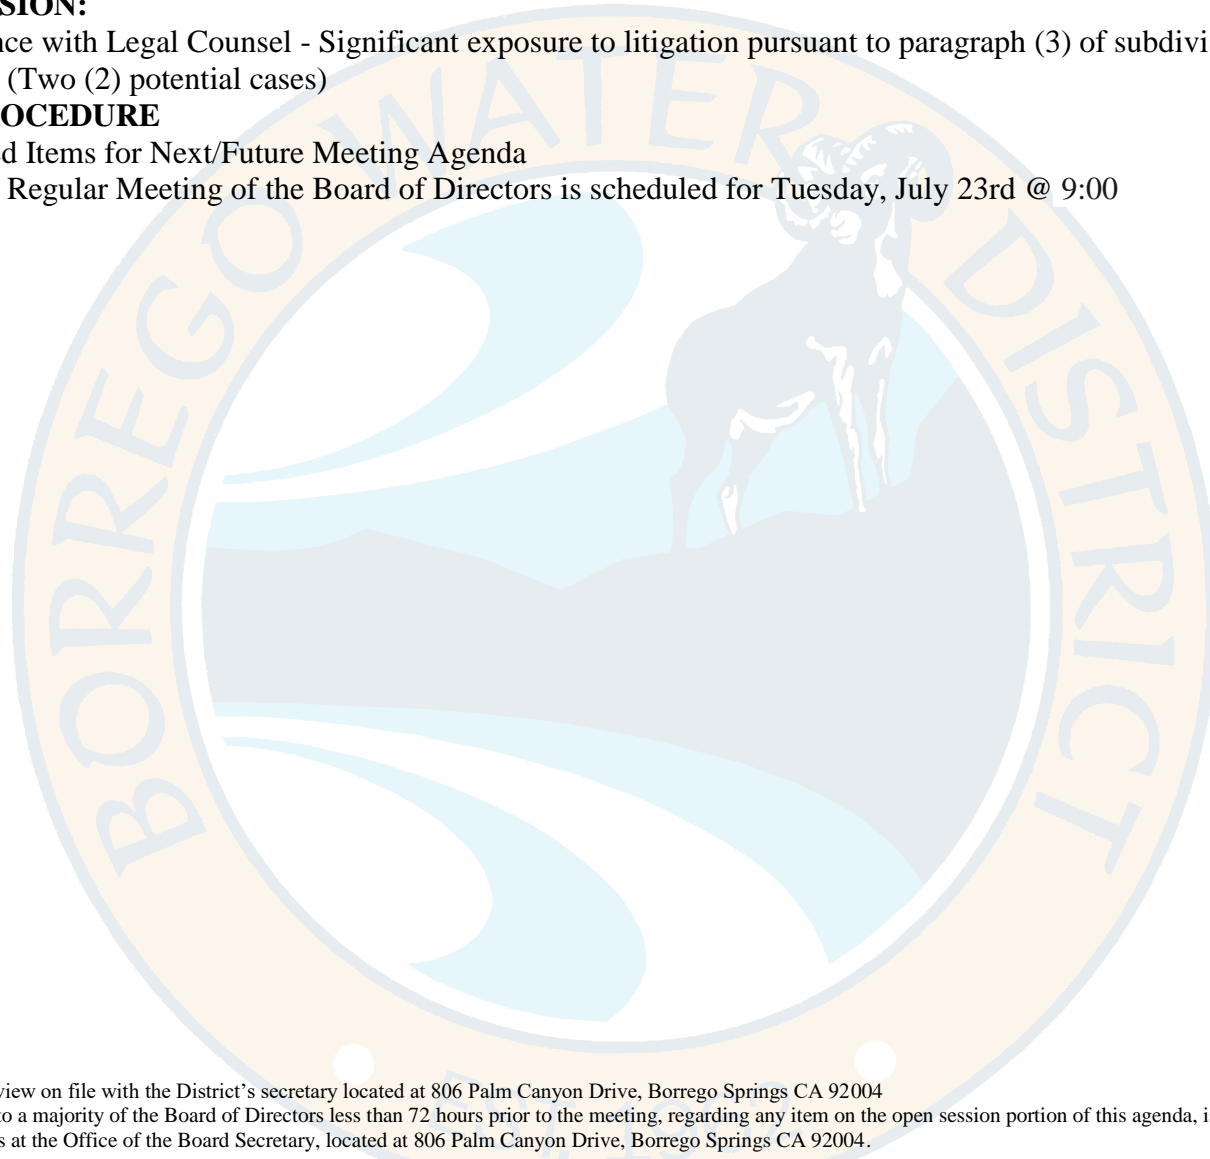 SION:
nce with Legal Counsel - Significant exposure to litigation pursuant to paragraph (3) of subdivi
(Two (2) potential cases)
OCEDURE
ed Items for Next/Future Meeting Agenda
Regular Meeting of the Board of Directors is scheduled for Tuesday, July 23rd @ 9:00
BORREGO WATER DISTRICT
EST. 1962
view on file with the District's secretary located at 806 Palm Canyon Drive, Borrego Springs CA 92004
to a majority of the Board of Directors less than 72 hours prior to the meeting, regarding any item on the open session portion of this agenda, i
s at the Office of the Board Secretary, located at 806 Palm Canyon Drive, Borrego Springs CA 92004.